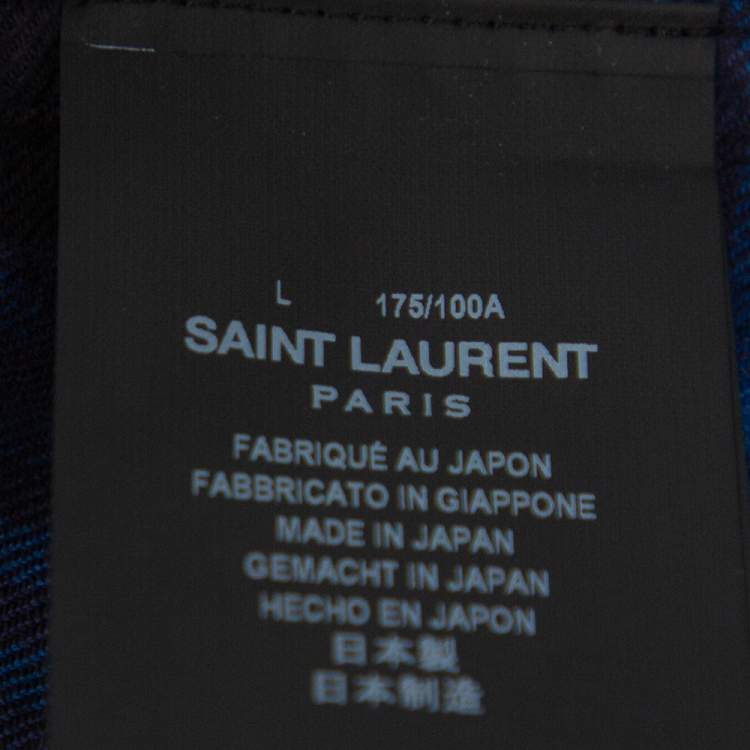 L 175/100A
SAINT LAURENT
PARIS
FABRIQUÉ AU JAPON
FABBRICATO IN GIAPPONE
MADE IN JAPAN
GEMACHT IN JAPAN
HECHO EN JAPON
日本製
日本制造